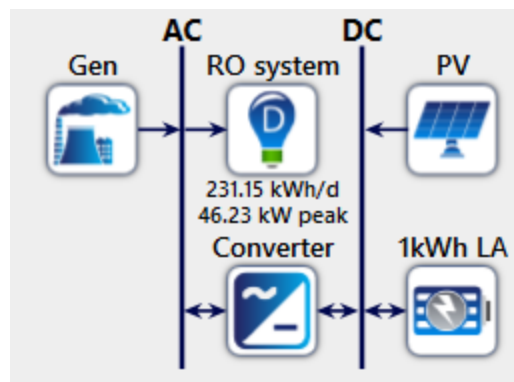 AC DC
Gen RO system PV
D
231.15 kWh/d
46.23 kW peak
Converter 1kWh LA